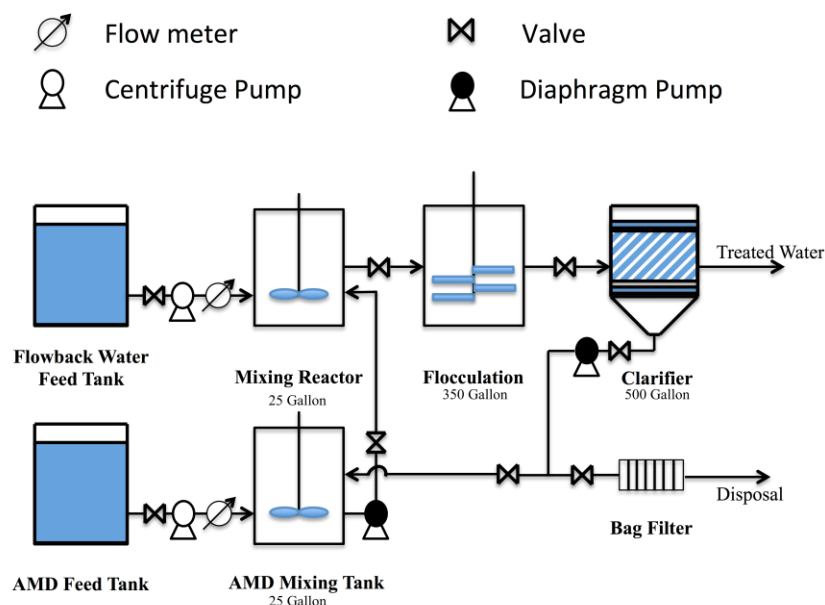 Flow meter
Valve
Centrifuge Pump
Diaphragm Pump
Treated Water
Flowback Water
Feed Tank
Mixing Reactor
25 Gallon
Flocculation
350 Gallon
Clarifier
500 Gallon
Disposal
Bag Filter
AMD Feed Tank
AMD Mixing Tank
25 Gallon